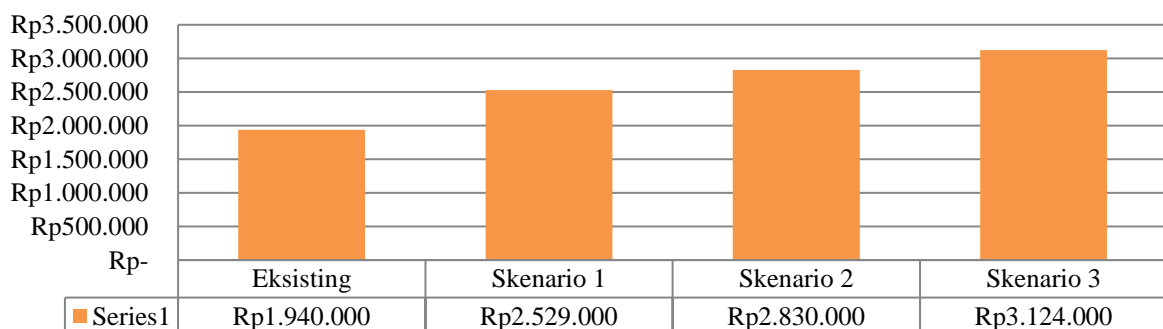 Rp3.500.000
Rp3.000.000
Rp2.500.000
Rp2.000.000
Rp1.500.000
Rp1.000.000
Rp500.000
Rp-
Eksisting Skenario 1 Skenario 2 Skenario 3
Series1 Rp1.940.000 Rp2.529.000 Rp2.830.000 Rp3.124.000